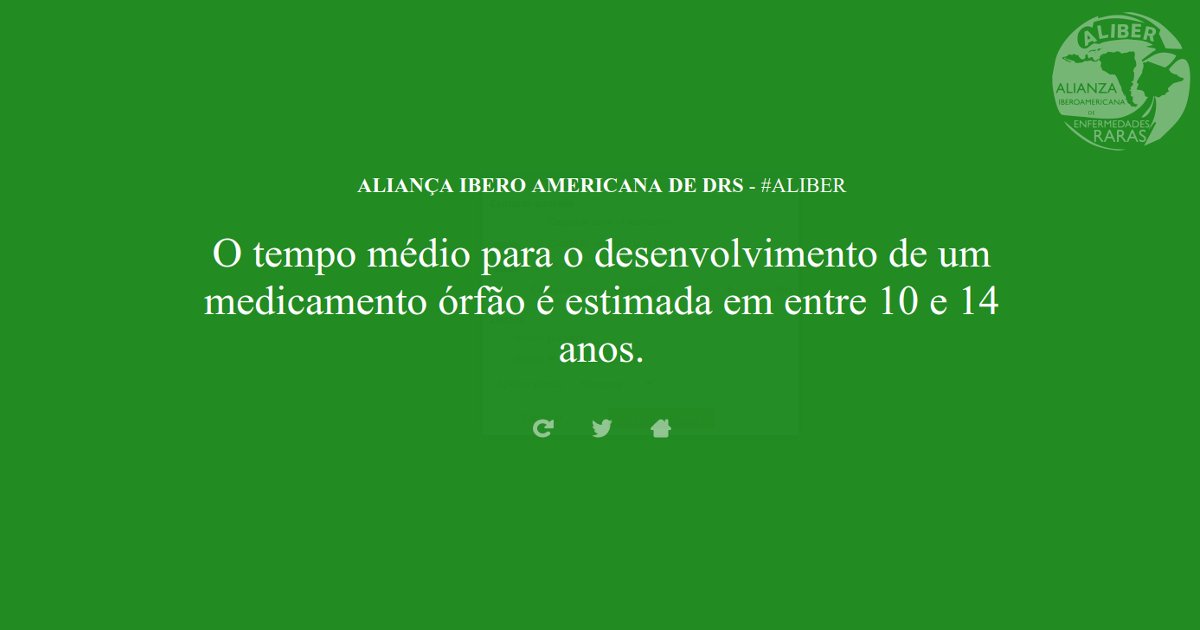 ALIBER
ALIANZA
IBEROAMERICANA
DE
ENFERMEDADES
RARAS
ALIANÇA IBERO AMERICANA DE DRS - #ALIBER
O tempo médio para o desenvolvimento de um
medicamento órfão é estimada em entre 10 e 14
anos.